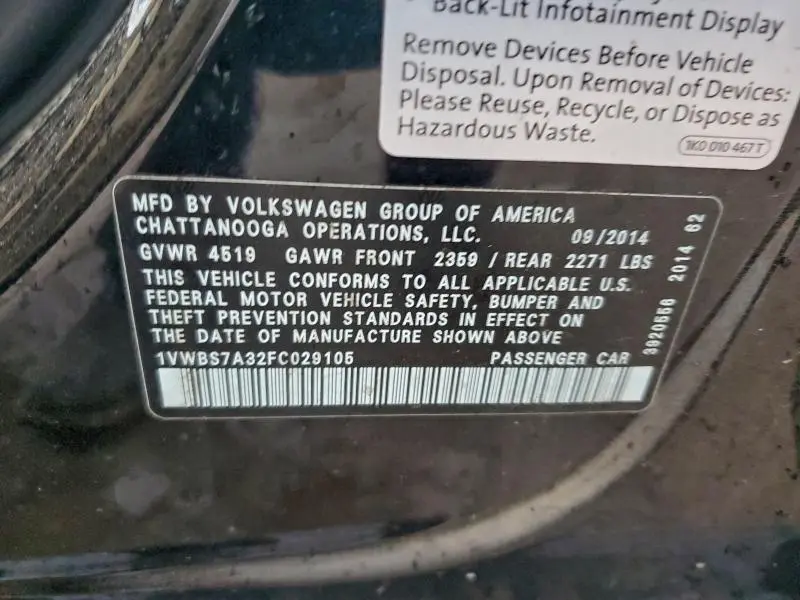 Back-Lit Infotainment Display
Remove Devices Before Vehicle
Disposal. Upon Removal of Devices:
Please Reuse, Recycle, or Dispose as
Hazardous Waste.
1K0 010 467 T
MFD BY VOLKSWAGEN GROUP OF AMERICA
CHATTANOOGA OPERATIONS, LLC. 09/2014
GVWR 4519 GAWR FRONT 2359 / REAR 2271 LBS
THIS VEHICLE CONFORMS TO ALL APPLICABLE U.S.
FEDERAL MOTOR VEHICLE SAFETY, BUMPER AND
THEFT PREVENTION STANDARDS IN EFFECT ON
THE DATE OF MANUFACTURE SHOWN ABOVE
1VWBS7A32FC029105 PASSENGER CAR
3920556 2014 62